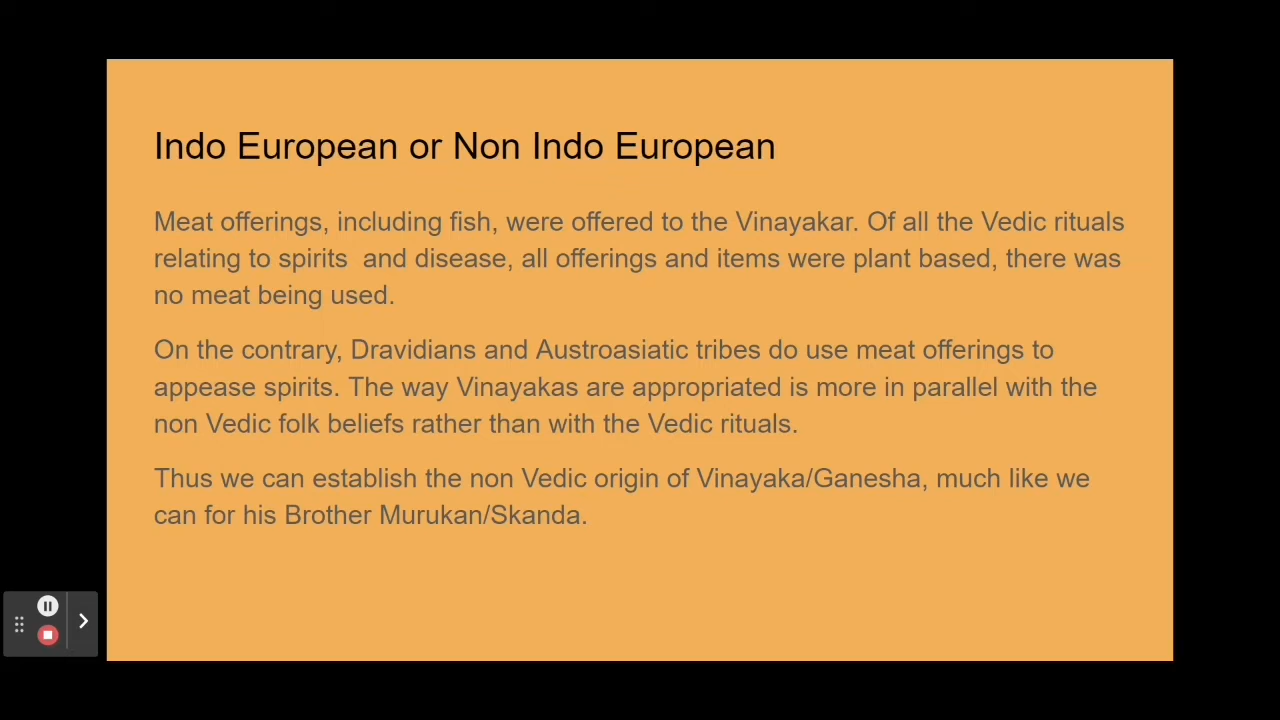 Indo European or Non Indo European
Meat offerings, including fish, were offered to the Vinayakar. Of all the Vedic rituals
relating to spirits  and disease, all offerings and items were plant based, there was
no meat being used.
On the contrary, Dravidians and Austroasiatic tribes do use meat offerings to
appease spirits. The way Vinayakas are appropriated is more in parallel with the
non Vedic folk beliefs rather than with the Vedic rituals.
Thus we can establish the non Vedic origin of Vinayaka/Ganesha, much like we
can for his Brother Murukan/Skanda.